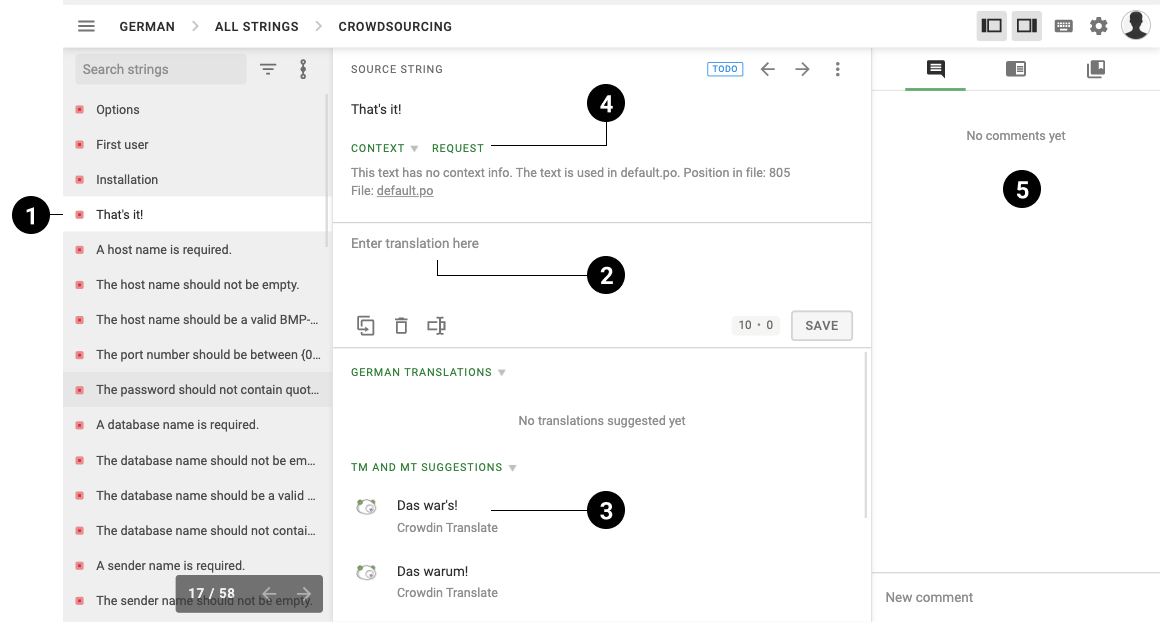 GERMAN > ALL STRINGS > CROWDSOURCING
Search strings
Options
First user
Installation
1
That's it!
A host name is required.
The host name should not be empty.
The host name should be a valid BMP-...
The port number should be between {0...
The password should not contain quot...
A database name is required.
The database name should not be em...
The database name should be a valid ...
The database name should not contai...
A sender name is required.
The sender name should not be empty.
17 / 58
SOURCE STRING
TODO
That's it!
4
CONTEXT REQUEST
This text has no context info. The text is used in default.po. Position in file: 805
File: default.po
Enter translation here
2
10 • 0
SAVE
GERMAN TRANSLATIONS
No translations suggested yet
TM AND MT SUGGESTIONS
Das war's!
3
Crowdin Translate
Das warum!
Crowdin Translate
No comments yet
5
New comment